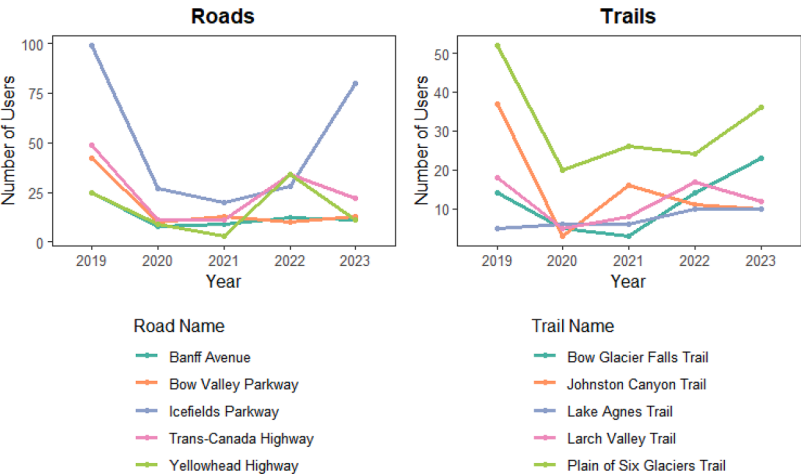 Roads
Number of Users
100
75
50
25
0
2019 2020 2021 2022 2023
Year
Road Name
Banff Avenue
Bow Valley Parkway
Icefields Parkway
Trans-Canada Highway
Yellowhead Highway
Trails
Number of Users
50
40
30
20
10
2019 2020 2021 2022 2023
Year
Trail Name
Bow Glacier Falls Trail
Johnston Canyon Trail
Lake Agnes Trail
Larch Valley Trail
Plain of Six Glaciers Trail